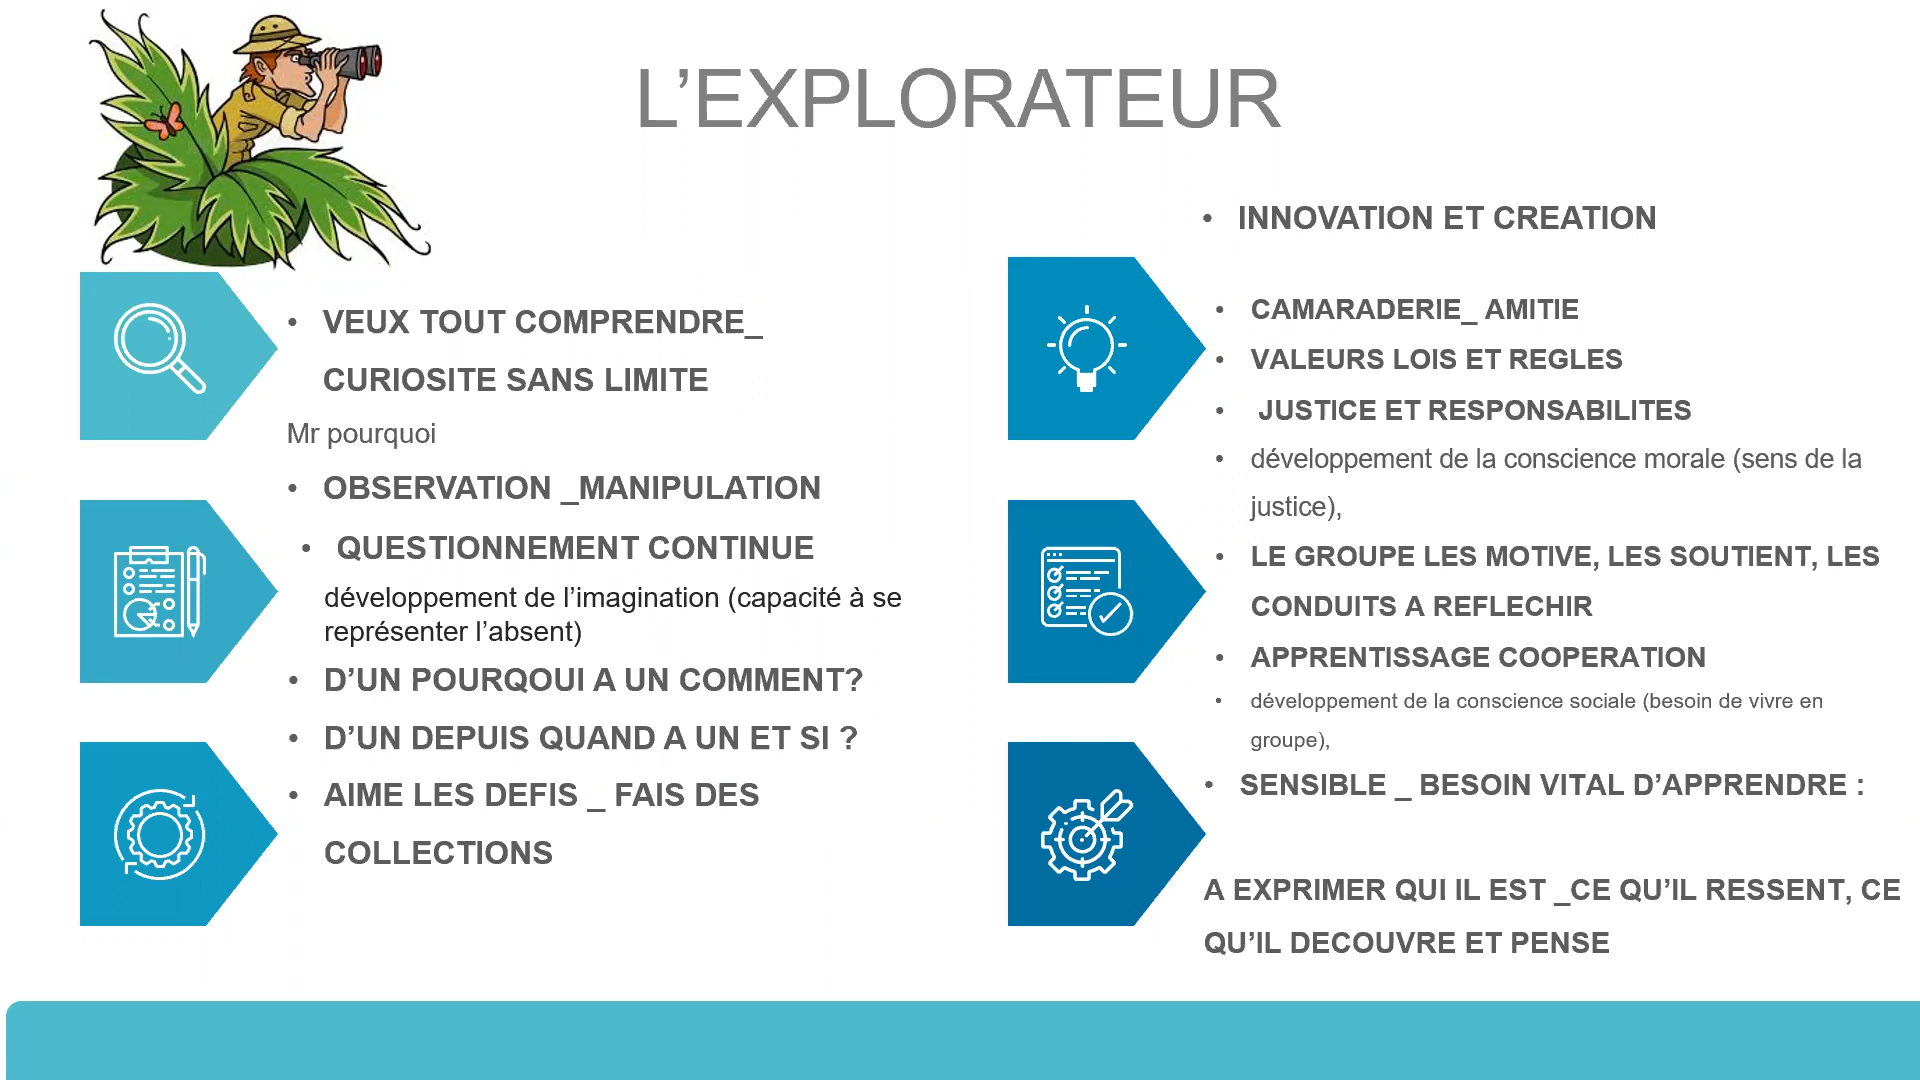 L’EXPLORATEUR
• VEUX TOUT COMPRENDRE_
CURIOSITE SANS LIMITE
Mr pourquoi
• OBSERVATION _MANIPULATION
• QUESTIONNEMENT CONTINUE
développement de l’imagination (capacité à se
représenter l’absent)
• D’UN POURQOUI A UN COMMENT?
• D’UN DEPUIS QUAND A UN ET SI ?
• AIME LES DEFIS _ FAIS DES
COLLECTIONS
• INNOVATION ET CREATION
• CAMARADERIE_ AMITIE
• VALEURS LOIS ET REGLES
• JUSTICE ET RESPONSABILITES
• développement de la conscience morale (sens de la
justice),
• LE GROUPE LES MOTIVE, LES SOUTIENT, LES
CONDUITS A REFLECHIR
• APPRENTISSAGE COOPERATION
• développement de la conscience sociale (besoin de vivre en
groupe),
• SENSIBLE _ BESOIN VITAL D’APPRENDRE :
A EXPRIMER QUI IL EST _CE QU’IL RESSENT, CE
QU’IL DECOUVRE ET PENSE